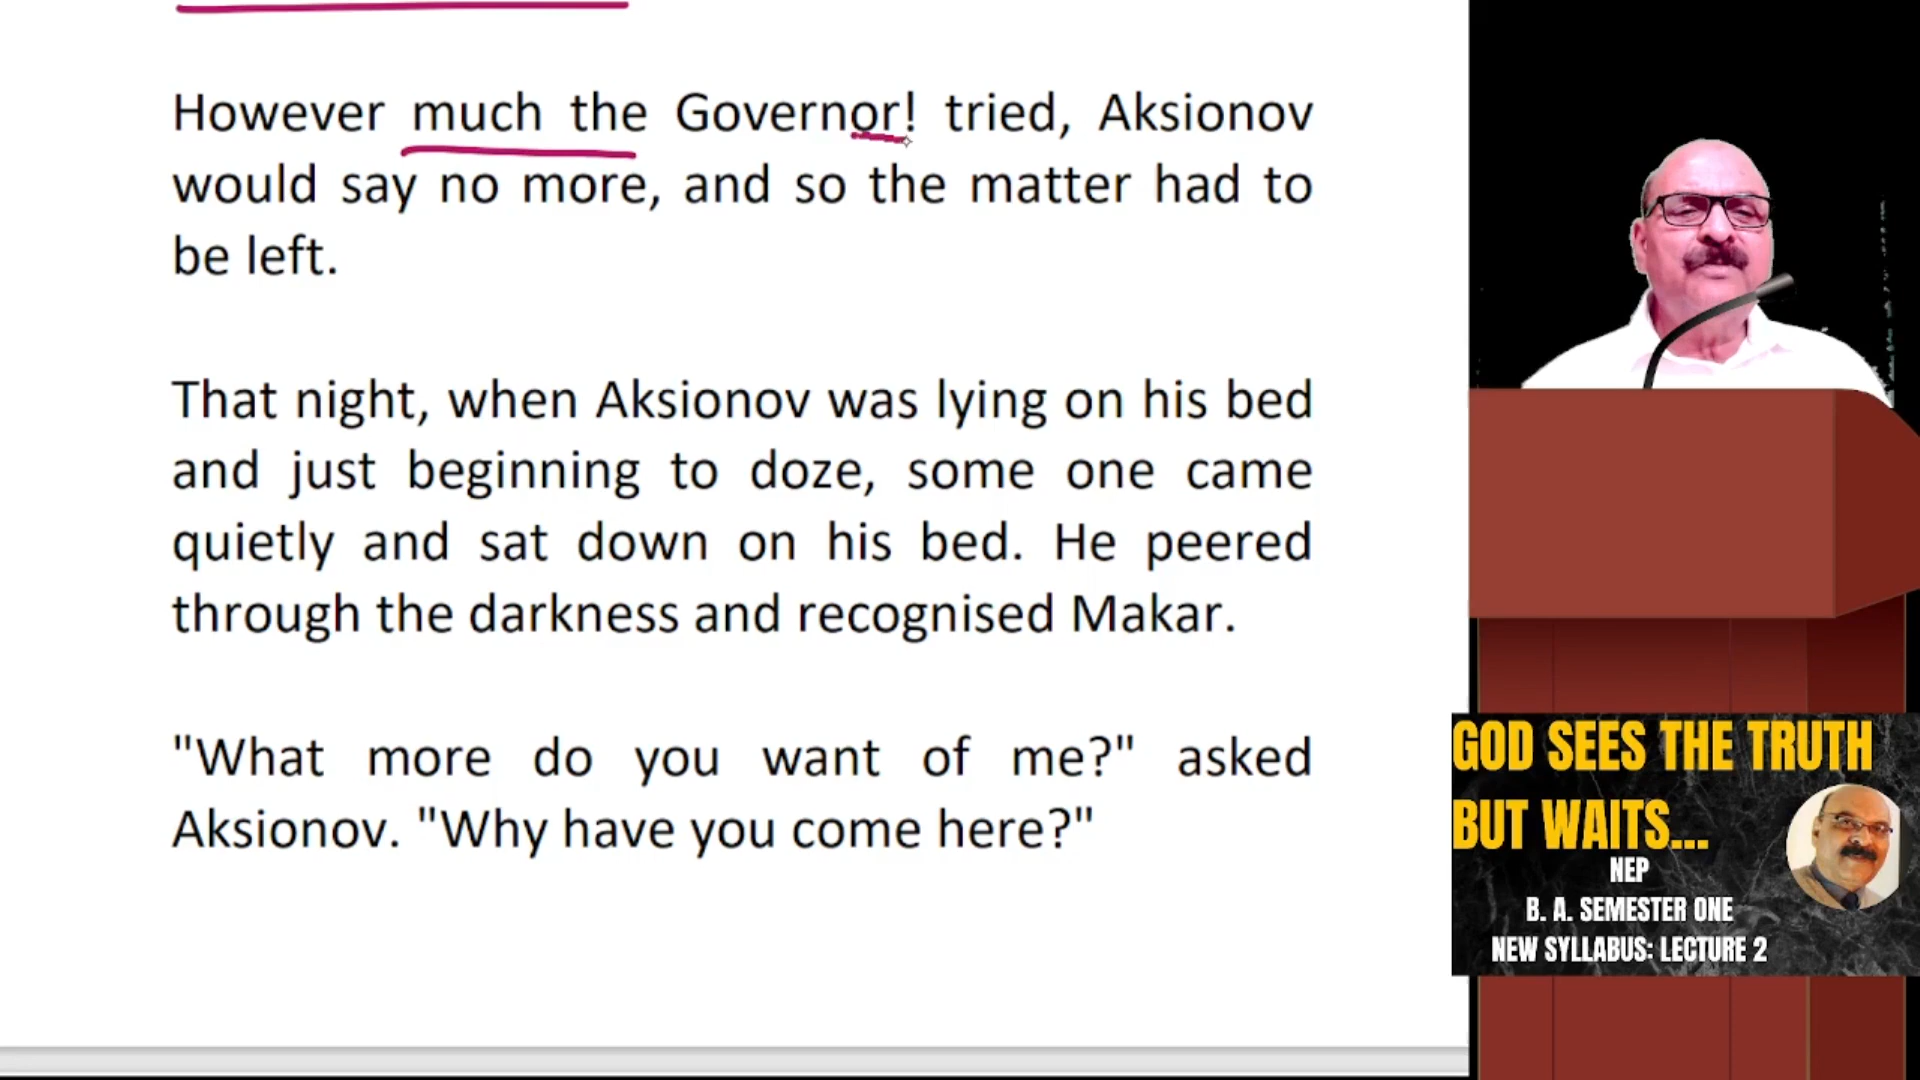 However much the Governor! tried, Aksionov
would say no more, and so the matter had to
be left.
That night, when Aksionov was lying on his bed
and just beginning to doze, some one came
quietly and sat down on his bed. He peered
through the darkness and recognised Makar.
"What more do you want of me?" asked
Aksionov. "Why have you come here?"
GOD SEES THE TRUTH
BUT WAITS...
NEP
B. A. SEMESTER ONE
NEW SYLLABUS: LECTURE 2